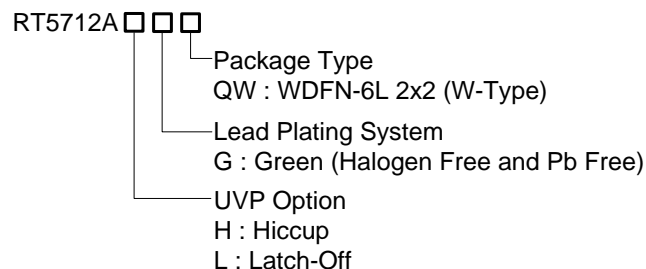 RT5712A
Package Type
QW : WDFN-6L 2x2 (W-Type)
Lead Plating System
G : Green (Halogen Free and Pb Free)
UVP Option
H : Hiccup
L : Latch-Off